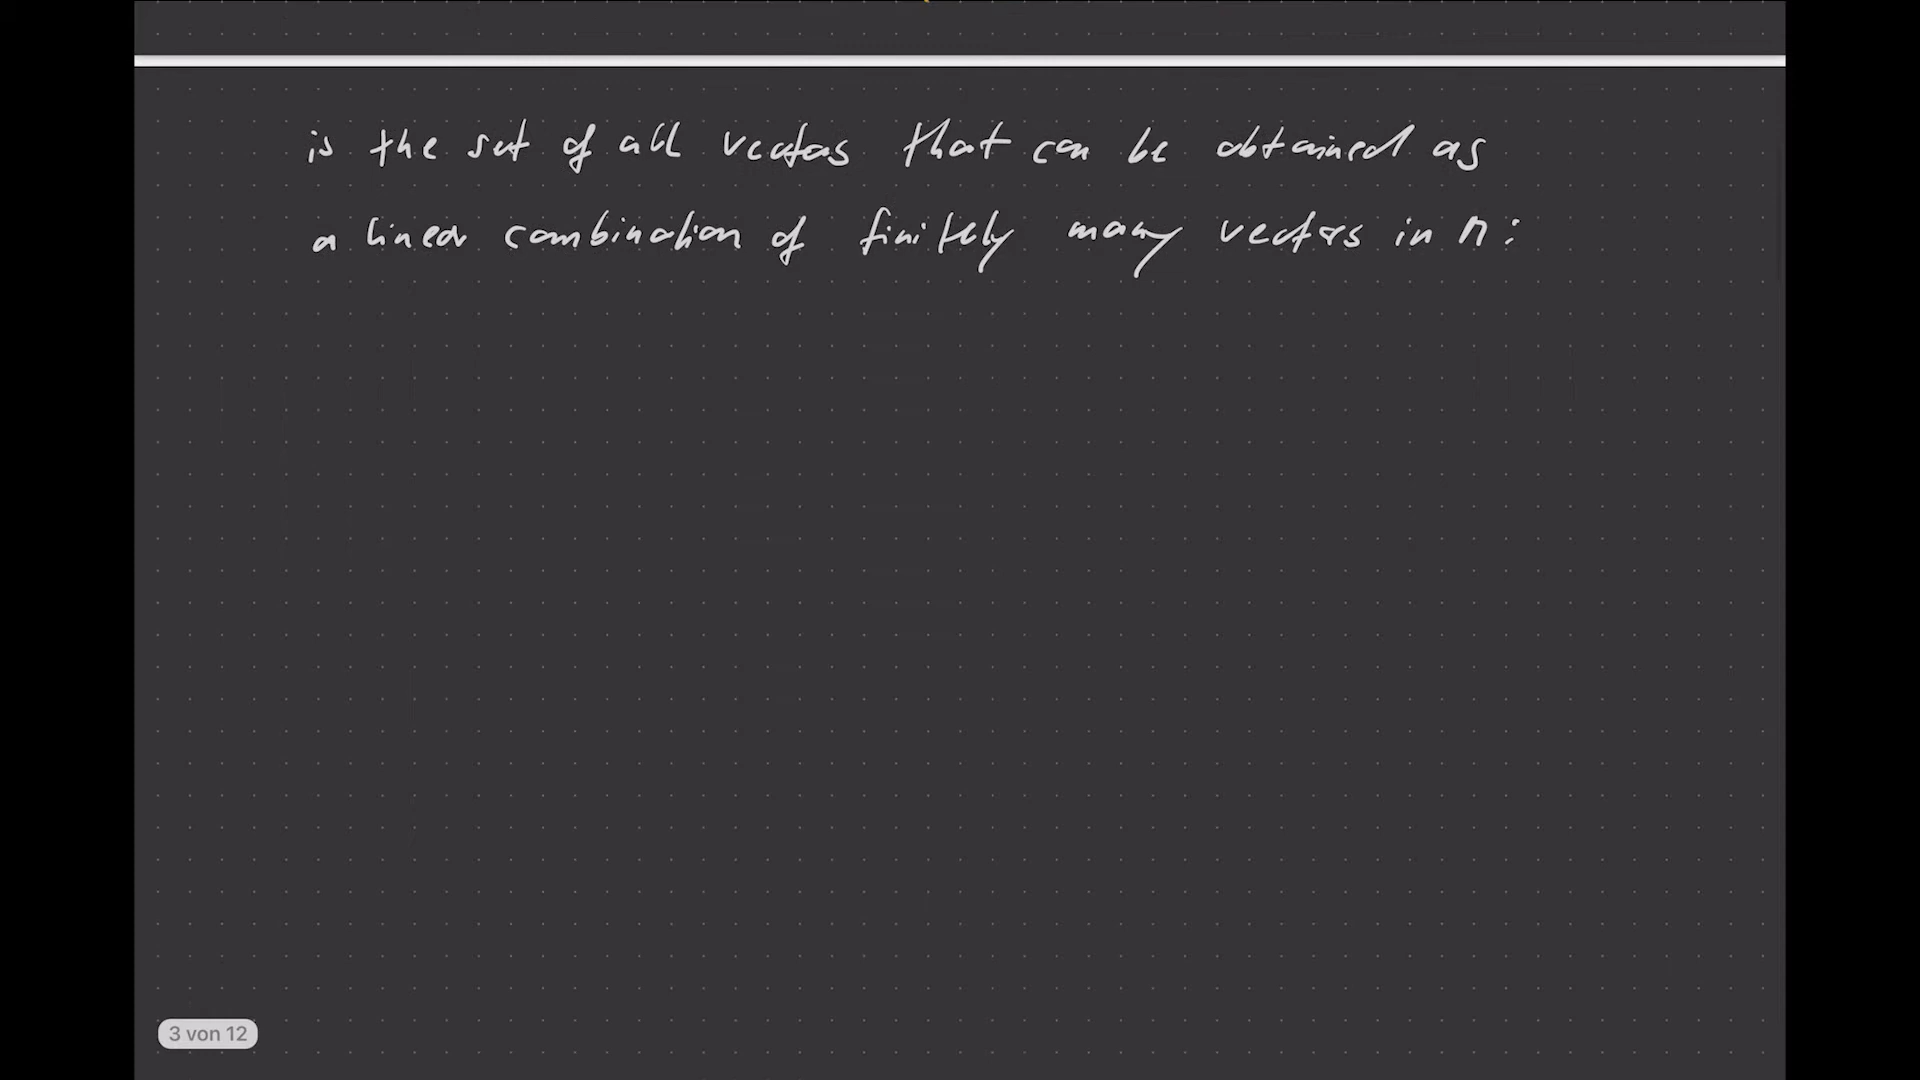 is the set of all vectors that can be obtained as
a linear combination of finitely many vectors in M:
3 von 12